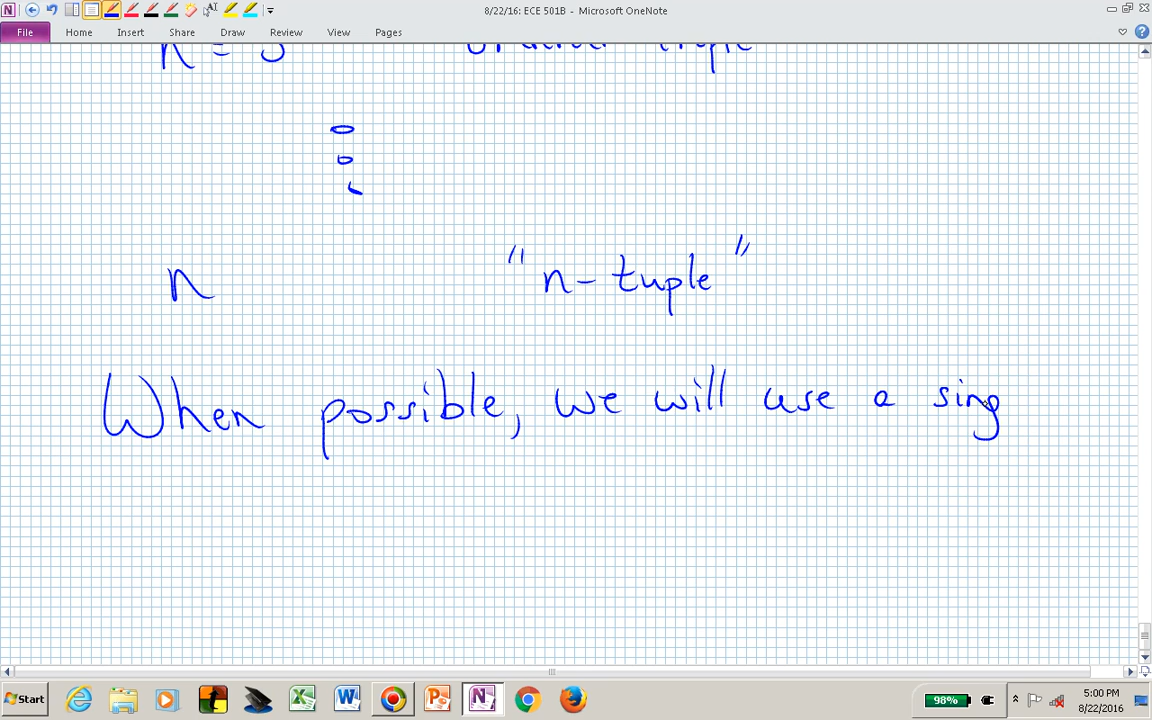 8/22/16: ECE 501B - Microsoft OneNote
File Home Insert Share Draw Review View Pages
n = 3
n "n-tuple"
When possible, we will use a sing
Start 98% 5:00 PM
8/22/2016